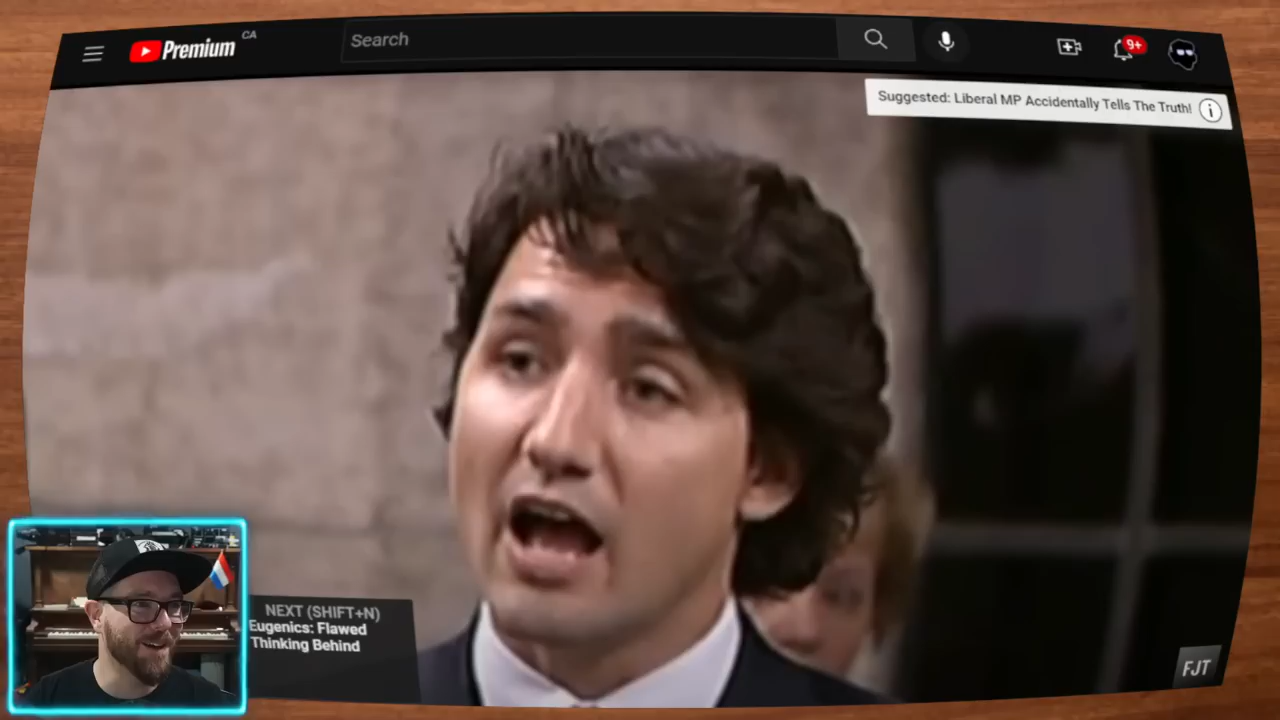 Premium CA
Search
9+
Suggested: Liberal MP Accidentally Tells The Truth!
NEXT (SHIFT+N)
Eugenics: Flawed
Thinking Behind
FJT